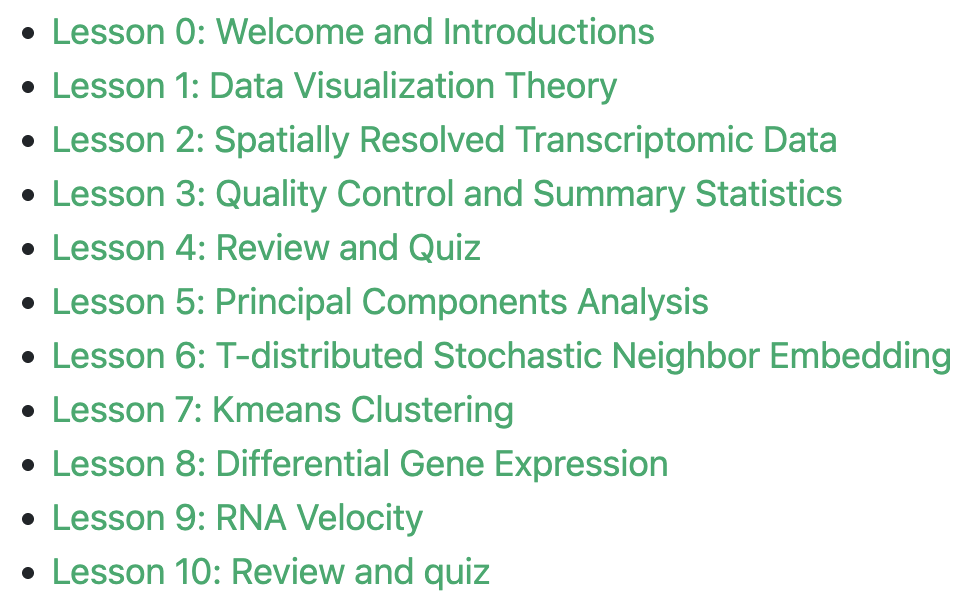 Lesson 0: Welcome and Introductions
Lesson 1: Data Visualization Theory
Lesson 2: Spatially Resolved Transcriptomic Data
Lesson 3: Quality Control and Summary Statistics
Lesson 4: Review and Quiz
Lesson 5: Principal Components Analysis
Lesson 6: T-distributed Stochastic Neighbor Embedding
Lesson 7: Kmeans Clustering
Lesson 8: Differential Gene Expression
Lesson 9: RNA Velocity
Lesson 10: Review and quiz